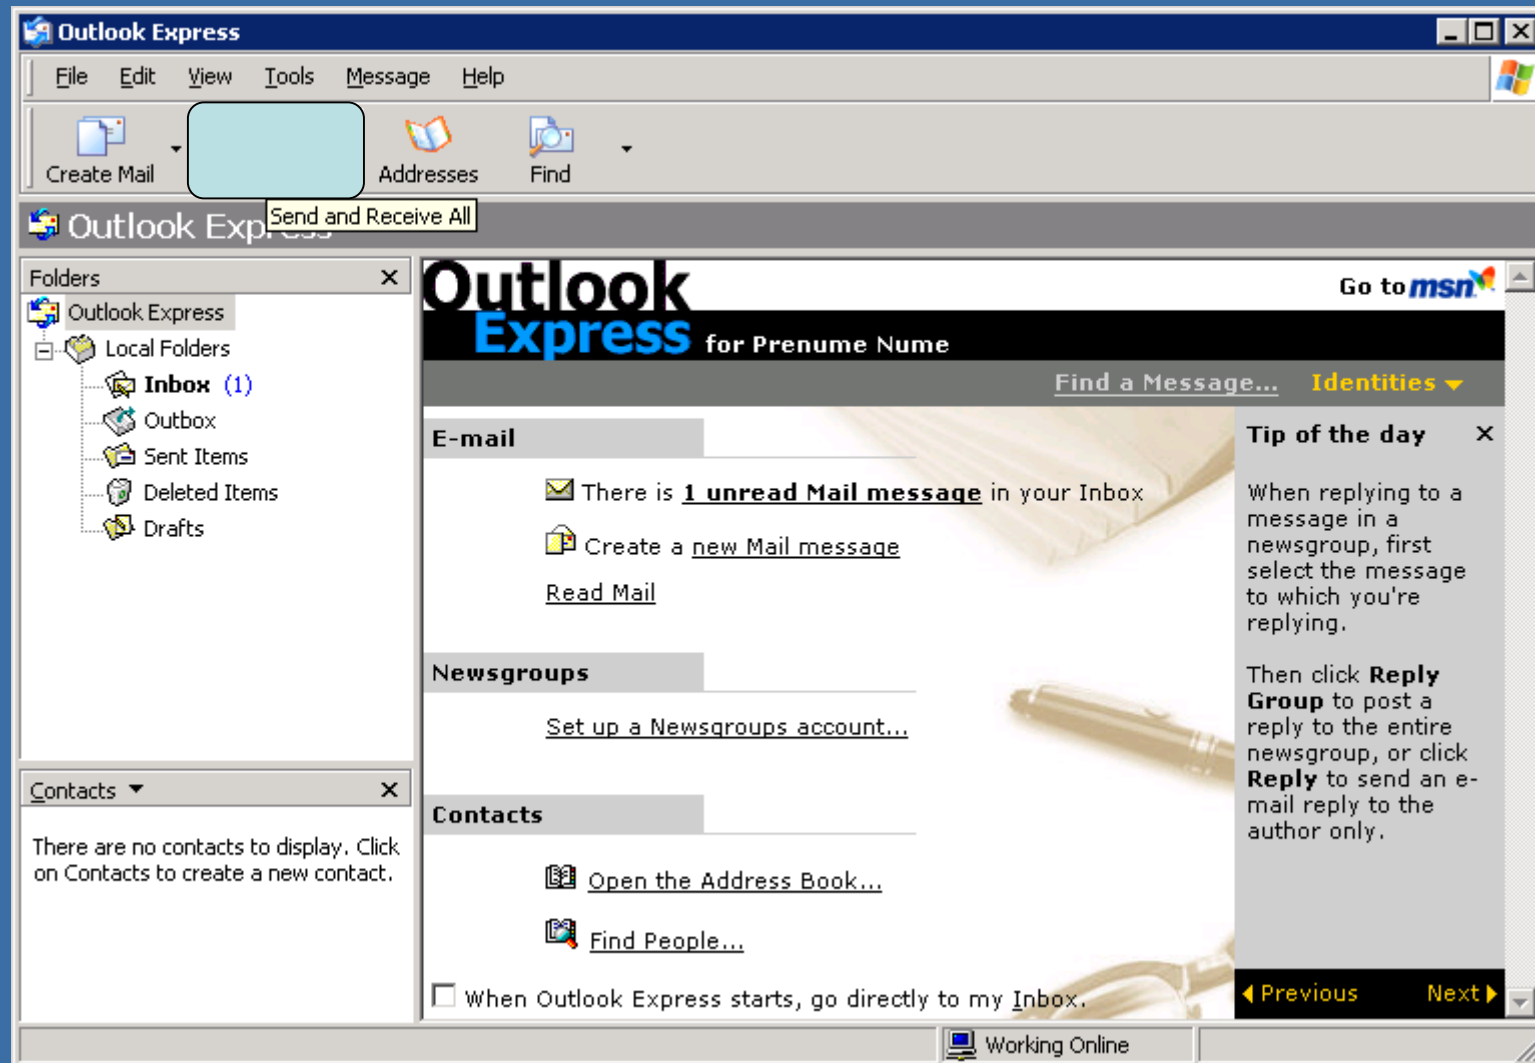 Outlook Express
File Edit View Tools Message Help
Create Mail Addresses Find
Send and Receive All
Outlook Express
Folders
Outlook Express
Local Folders
Inbox (1)
Outbox
Sent Items
Deleted Items
Drafts
Contacts
There are no contacts to display. Click
on Contacts to create a new contact.
Outlook
Go to msn
Express for Prenume Nume
Find a Message... Identities
E-mail
There is 1 unread Mail message in your Inbox
Create a new Mail message
Read Mail
Newsgroups
Set up a Newsgroups account...
Contacts
Open the Address Book...
Find People...
When Outlook Express starts, go directly to my Inbox.
Tip of the day
When replying to a
message in a
newsgroup, first
select the message
to which you're
replying.
Then click Reply
Group to post a
reply to the entire
newsgroup, or click
Reply to send an e-
mail reply to the
author only.
Previous Next
Working Online